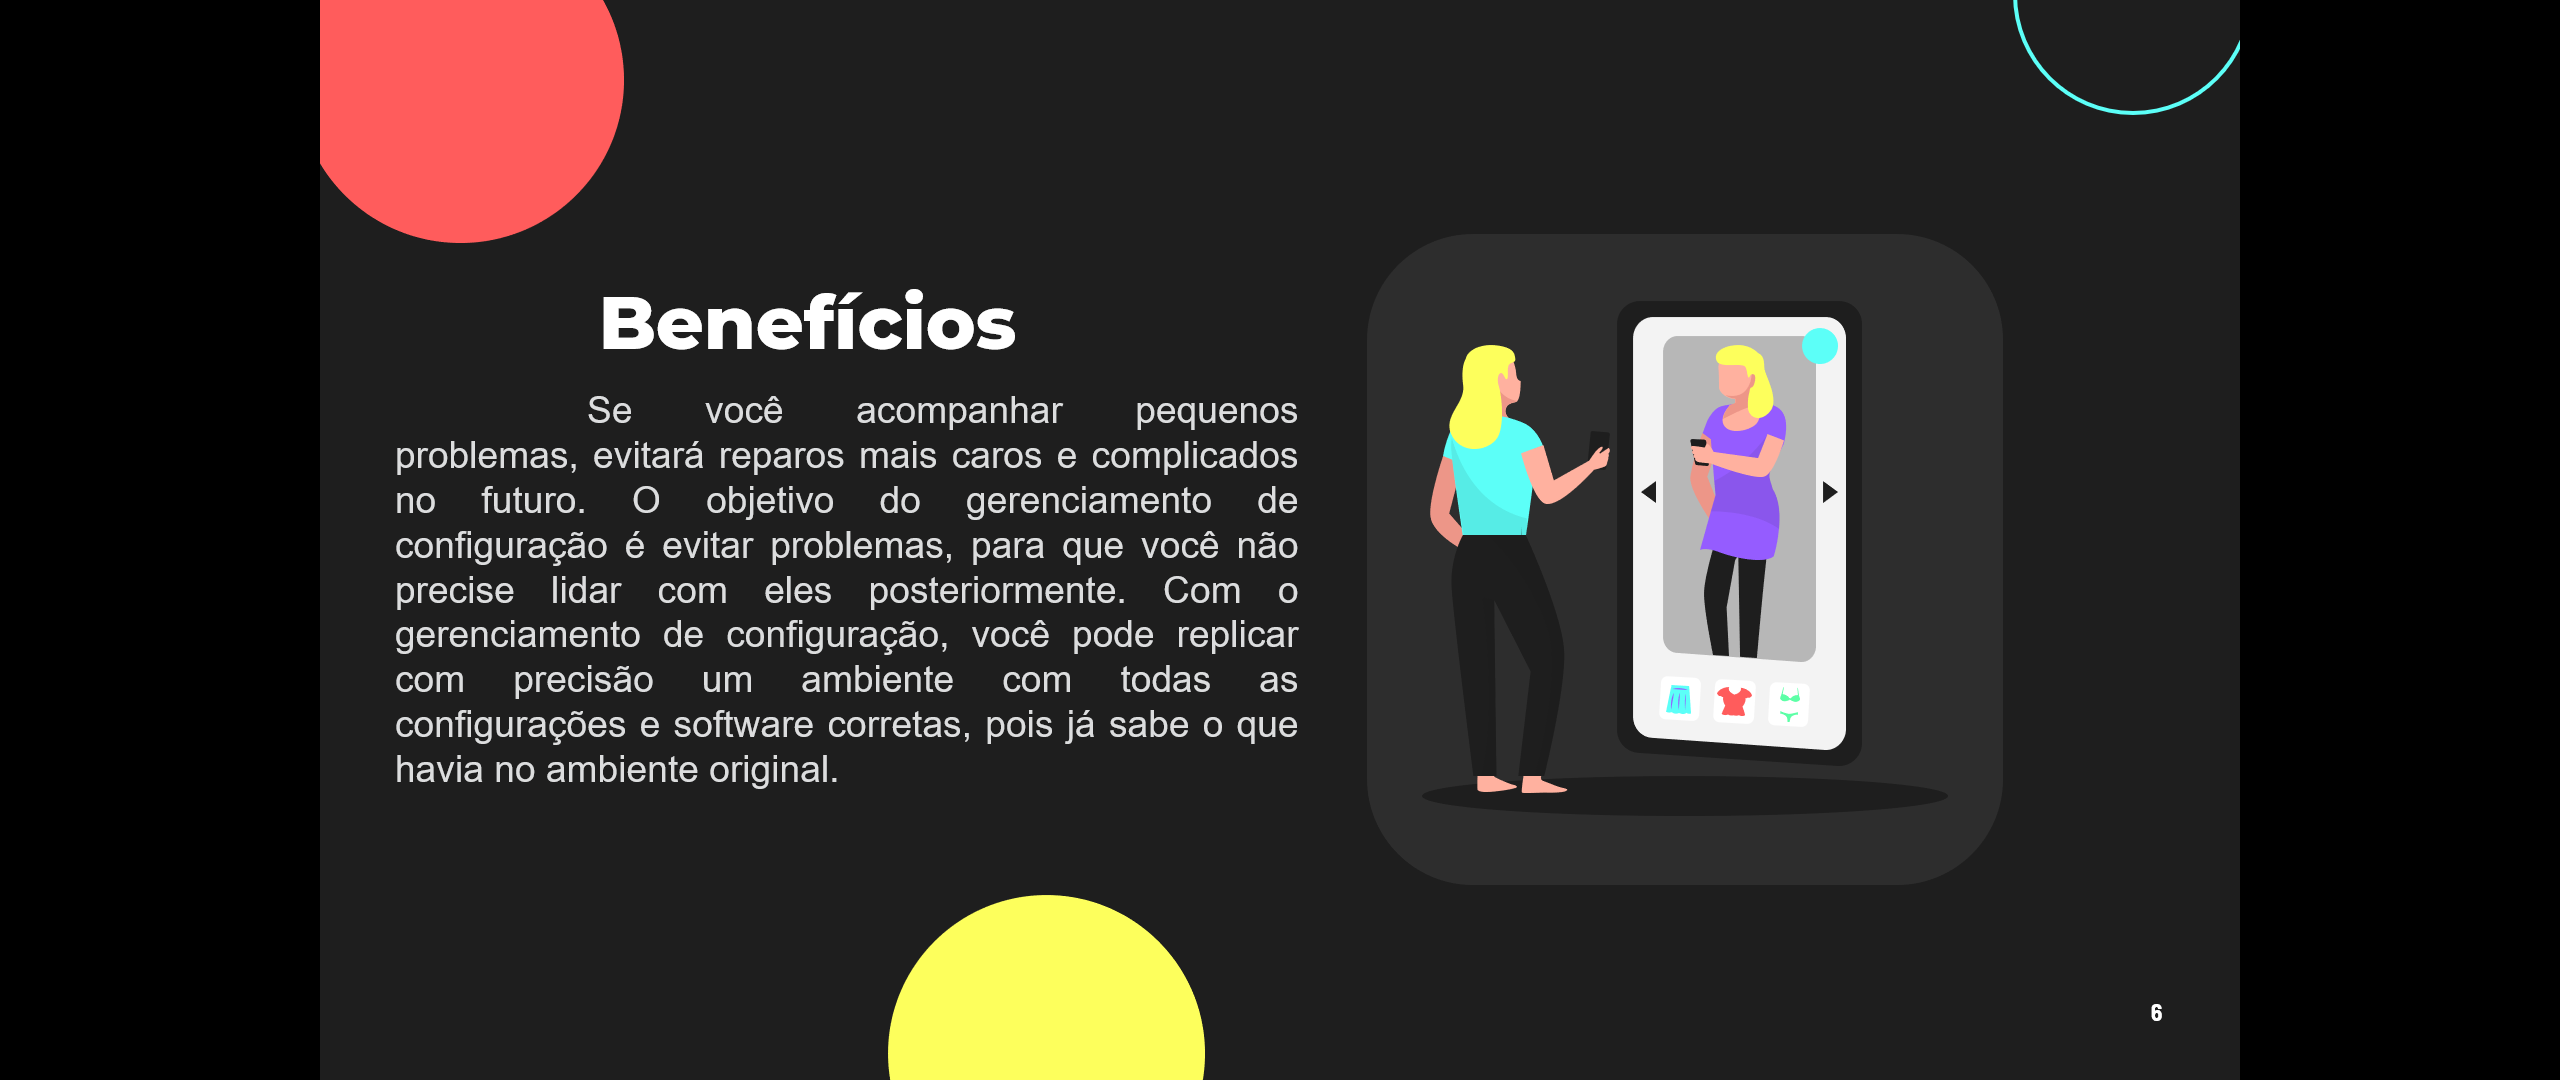 Benefícios
Se você acompanhar pequenos
problemas, evitará reparos mais caros e complicados
no futuro. O objetivo do gerenciamento de
configuração é evitar problemas, para que você não
precise lidar com eles posteriormente. Com o
gerenciamento de configuração, você pode replicar
com precisão um ambiente com todas as
configurações e software corretas, pois já sabe o que
havia no ambiente original.
6